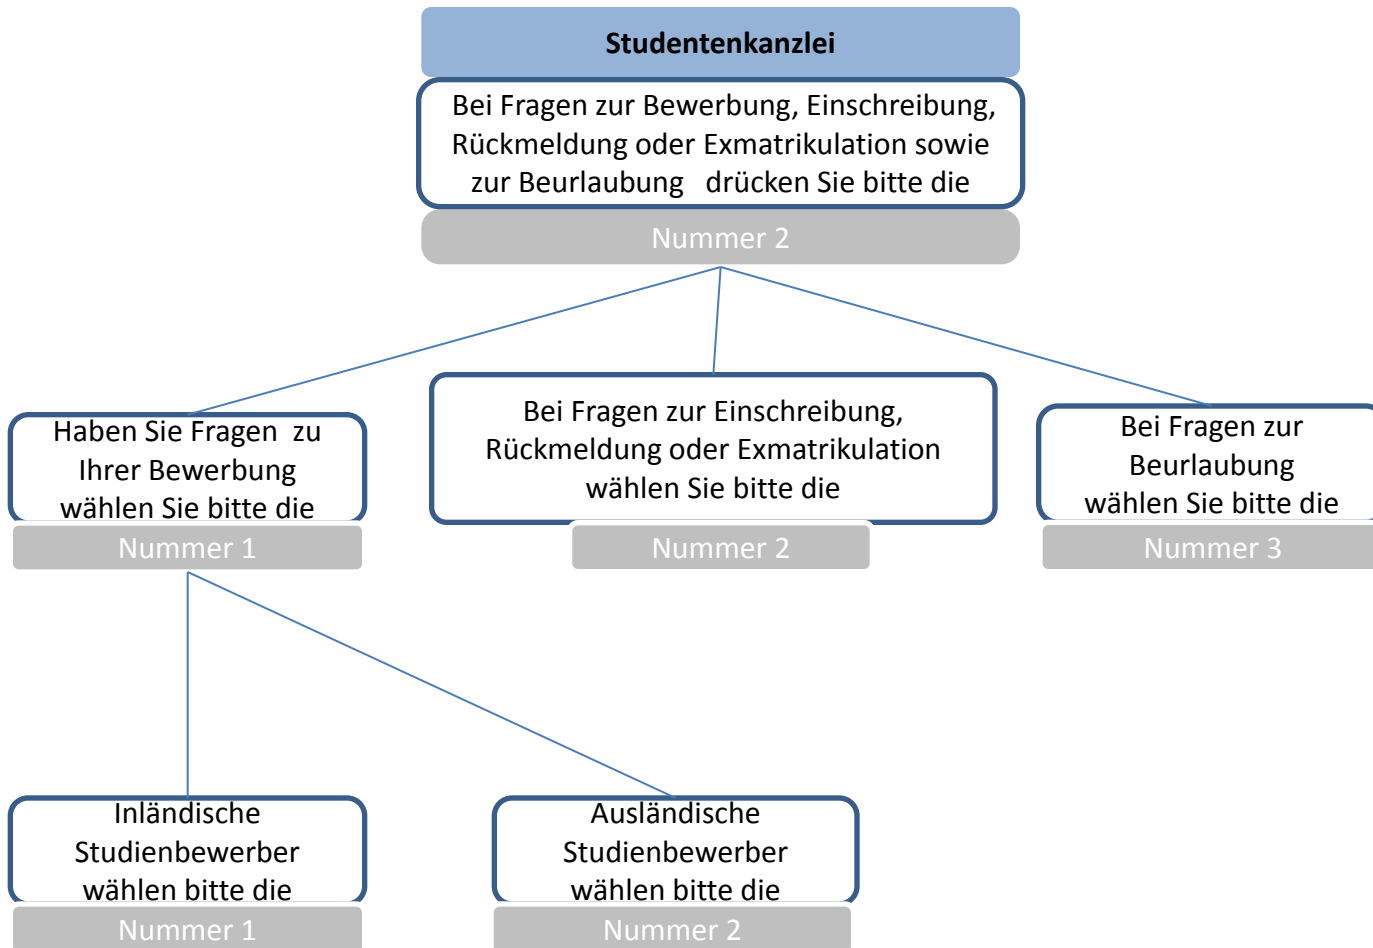 Studentenkanzlei
Bei Fragen zur Bewerbung, Einschreibung,
Rückmeldung oder Exmatrikulation sowie
zur Beurlaubung drücken Sie bitte die
Nummer 2
Haben Sie Fragen zu
Ihrer Bewerbung
wählen Sie bitte die
Nummer 1
Bei Fragen zur Einschreibung,
Rückmeldung oder Exmatrikulation
wählen Sie bitte die
Nummer 2
Bei Fragen zur
Beurlaubung
wählen Sie bitte die
Nummer 3
Inländische
Studienbewerber
wählen bitte die
Nummer 1
Ausländische
Studienbewerber
wählen bitte die
Nummer 2